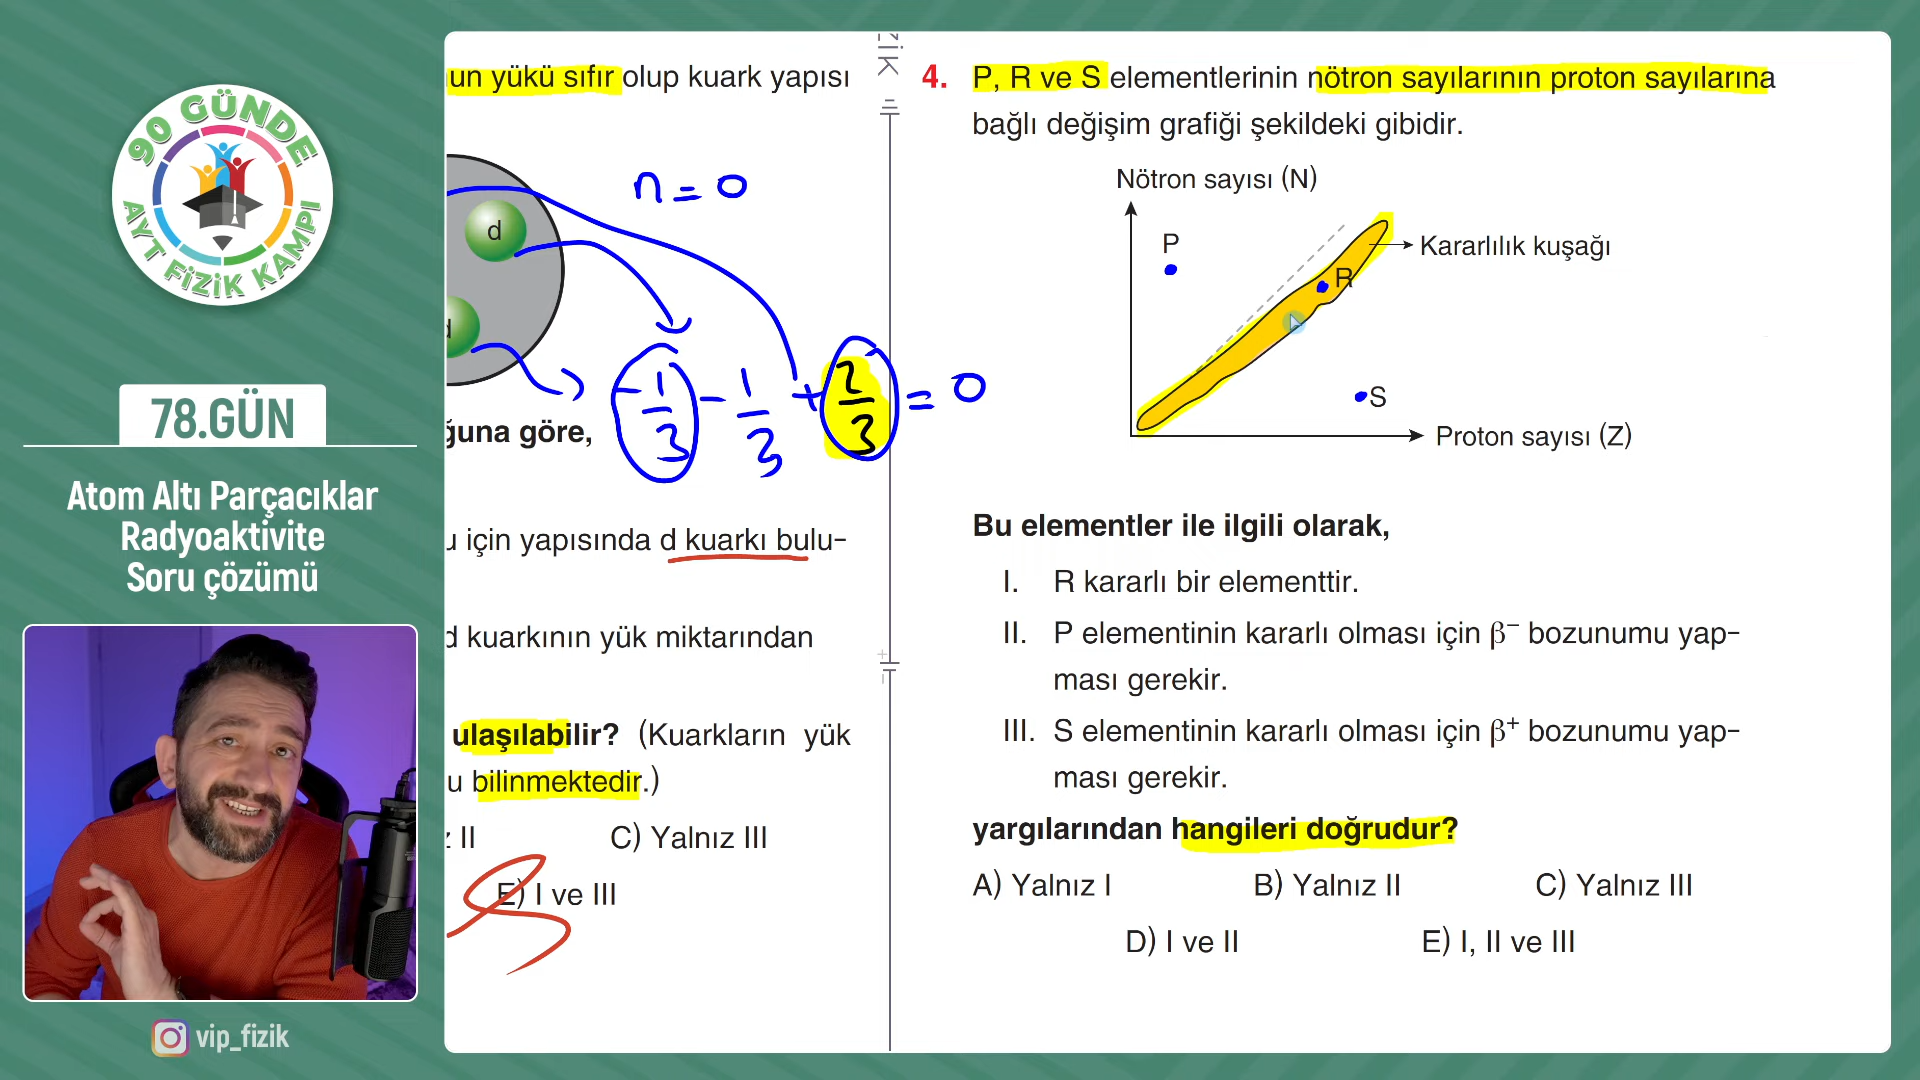 90 GÜNDE
AYT FİZİK KAMPI
78.GÜN
Atom Altı Parçacıklar
Radyoaktivite
Soru çözümü
vip_fizik
un yükü sıfır olup kuark yapısı
n = 0
d
d
-1/3 - 1/3 + 2/3 = 0
ğuna göre,
u için yapısında d kuarkı bulu-
d kuarkının yük miktarından
ulaşılabilir? (Kuarkların yük
u bilinmektedir.)
z II C) Yalnız III
E) I ve III
4. P, R ve S elementlerinin nötron sayılarının proton sayılarına
bağlı değişim grafiği şekildeki gibidir.
Nötron sayısı (N)
P
R
Kararlılık kuşağı
S
Proton sayısı (Z)
Bu elementler ile ilgili olarak,
I. R kararlı bir elementtir.
II. P elementinin kararlı olması için β⁻ bozunumu yap-
ması gerekir.
III. S elementinin kararlı olması için β⁺ bozunumu yap-
ması gerekir.
yargılarından hangileri doğrudur?
A) Yalnız I B) Yalnız II C) Yalnız III
D) I ve II E) I, II ve III